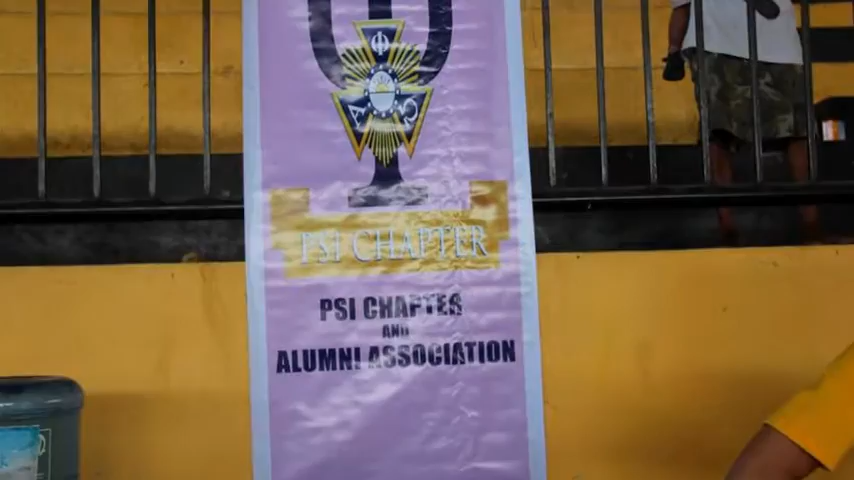 Ψ
Φ
Α Σ
PSI CHAPTER
PSI CHAPTER
AND
ALUMNI ASSOCIATION